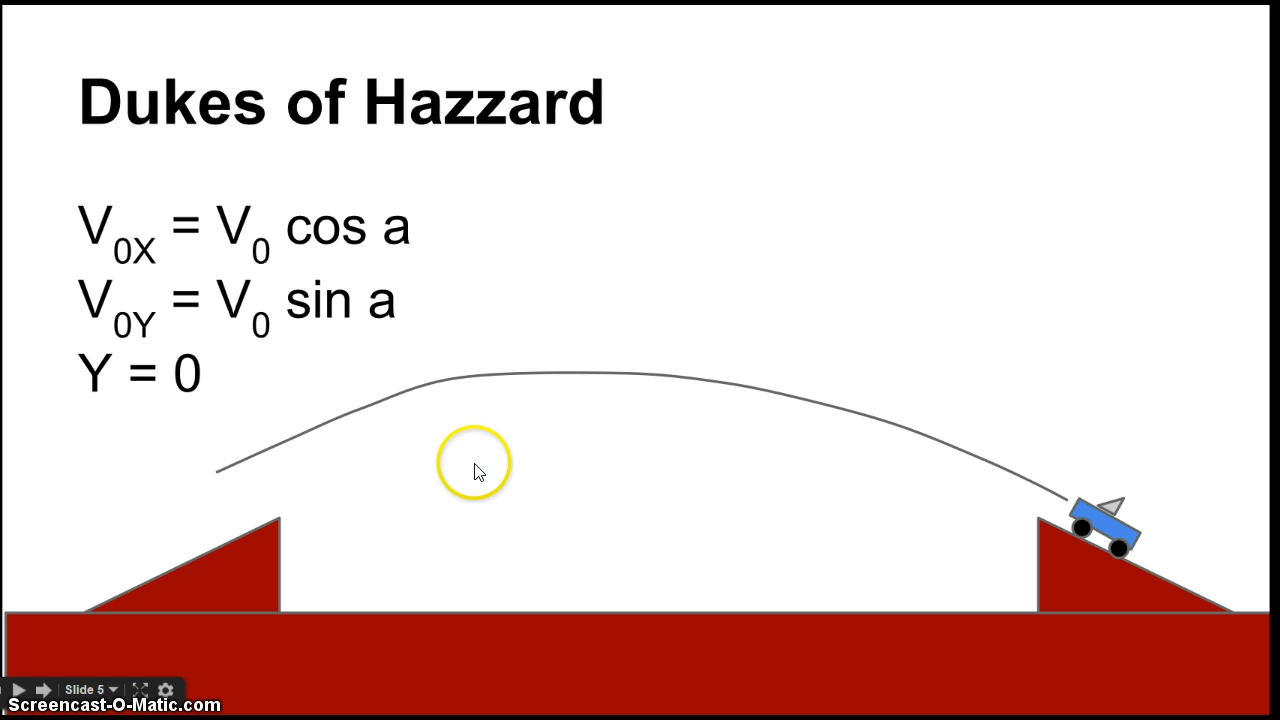 Dukes of Hazzard
V0X = V0 cos a
V0Y = V0 sin a
Y = 0
Slide 5
Screencast-O-Matic.com